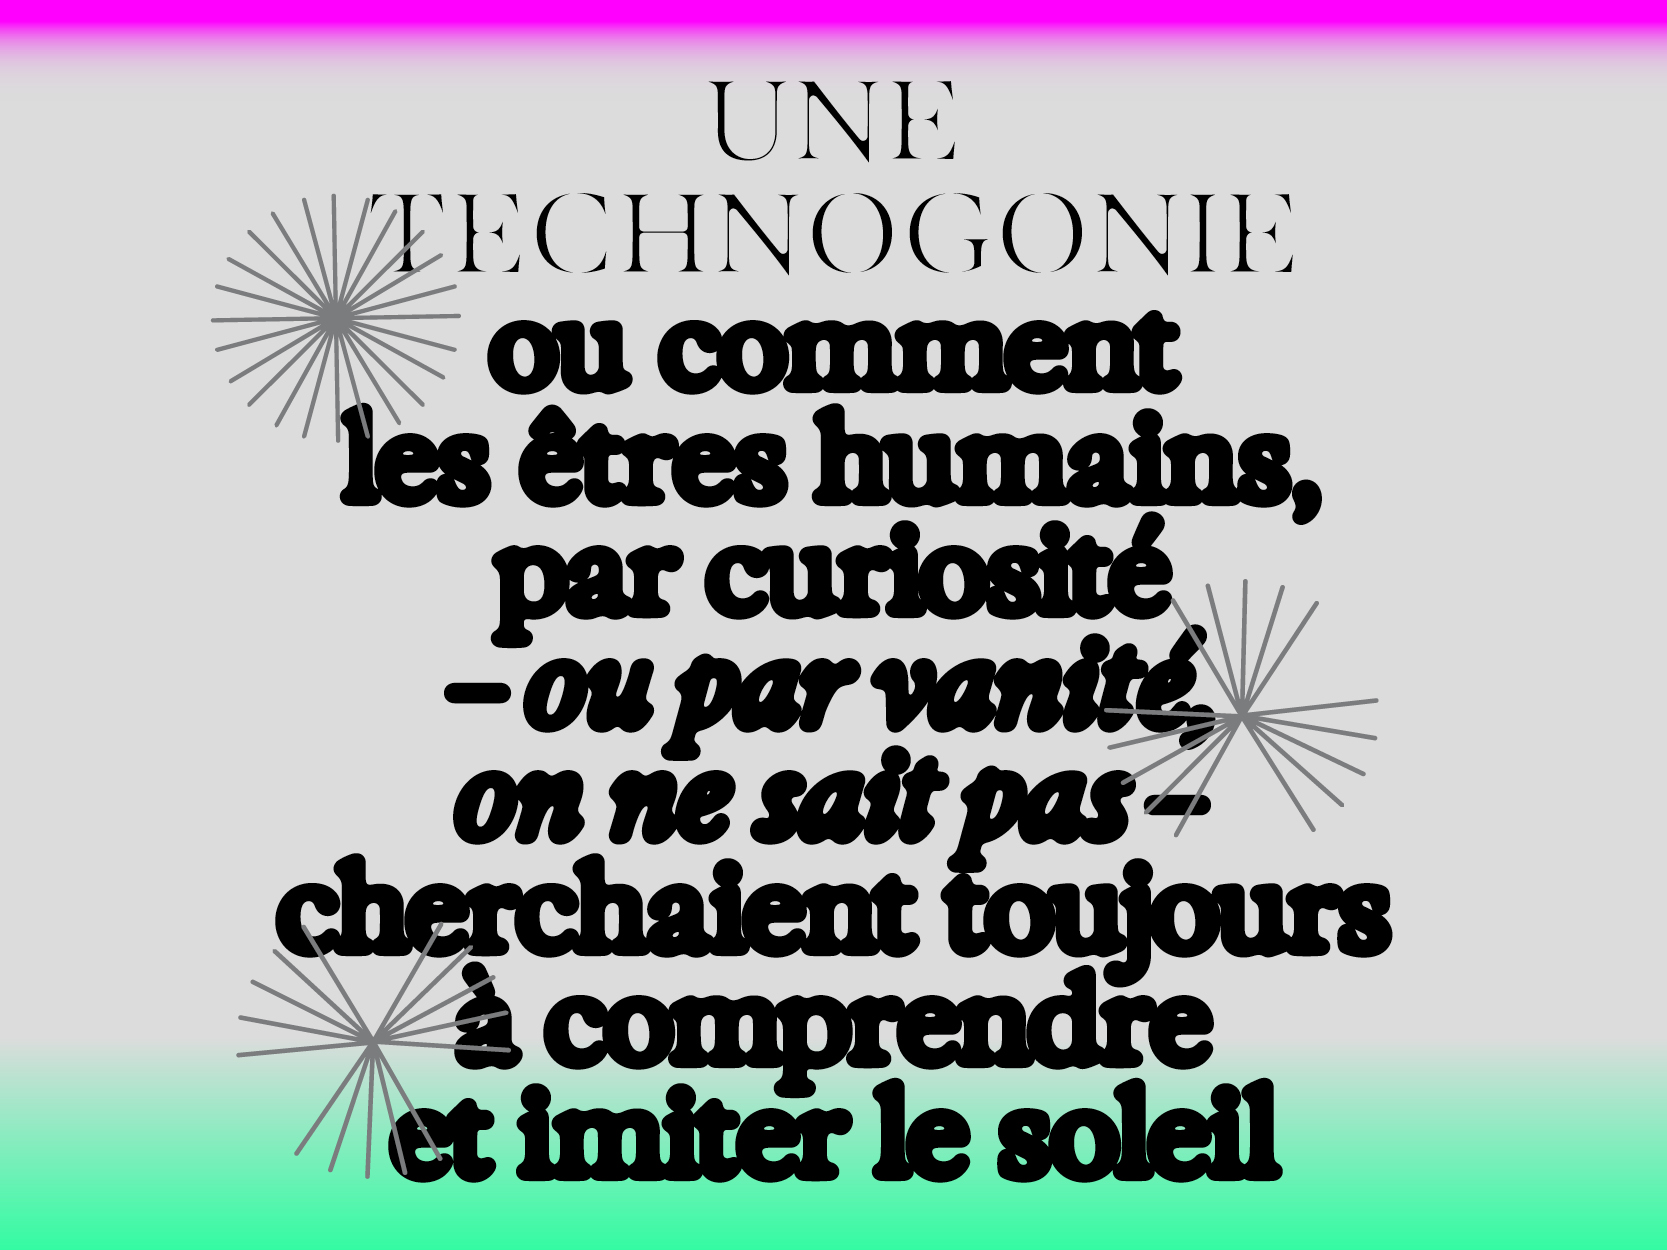 UNE
TECHNOGONIE
ou comment
les êtres humains,
par curiosité
– ou par vanité,
on ne sait pas –
cherchaient toujours
à comprendre
et imiter le soleil